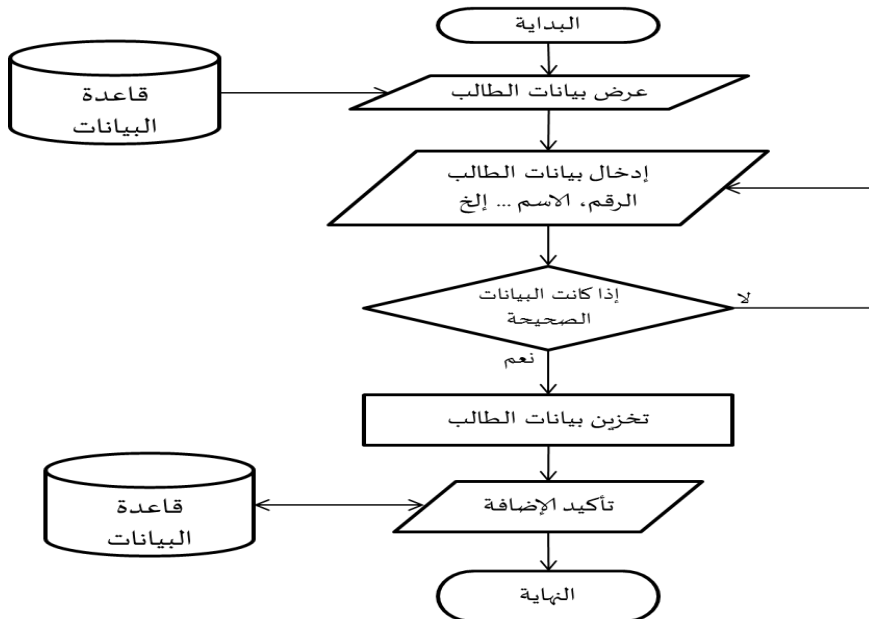 البداية
قاعدة
البيانات
عرض بيانات الطالب
إدخال بيانات الطالب
الرقم، الاسم ... إلخ
إذا كانت البيانات
الصحيحة
لا
نعم
تخزين بيانات الطالب
قاعدة
البيانات
تأكيد الإضافة
النهاية